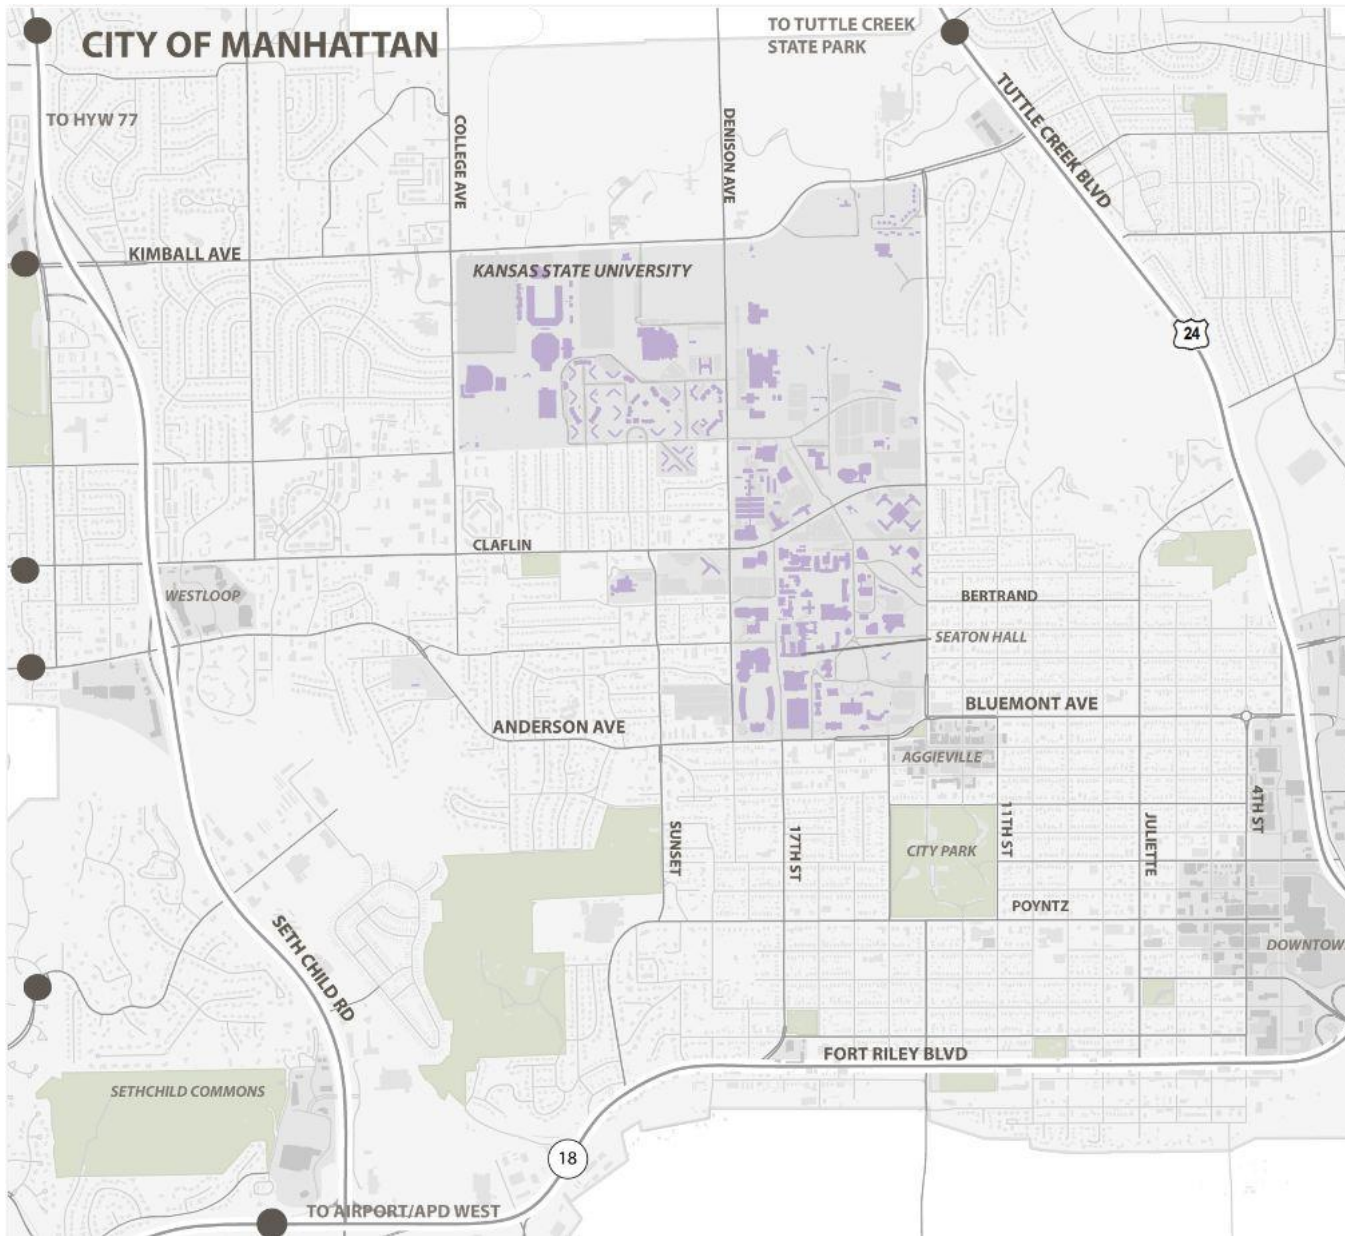 TO TUTTLE CREEK
STATE PARK
CITY OF MANHATTAN
TO HYW 77
COLLEGE AVE
DENISON AVE
TUTTLE CREEK BLVD
KIMBALL AVE
KANSAS STATE UNIVERSITY
24
CLAFLIN
WESTLOOP
BERTRAND
SEATON HALL
BLUEMONT AVE
ANDERSON AVE
AGGIEVILLE
4TH ST
11TH ST
JULIETTE
SUNSET
17TH ST
CITY PARK
POYNTZ
DOWNTOW
SETH CHILD RD
FORT RILEY BLVD
SETHCHILD COMMONS
18
TO AIRPORT/APD WEST